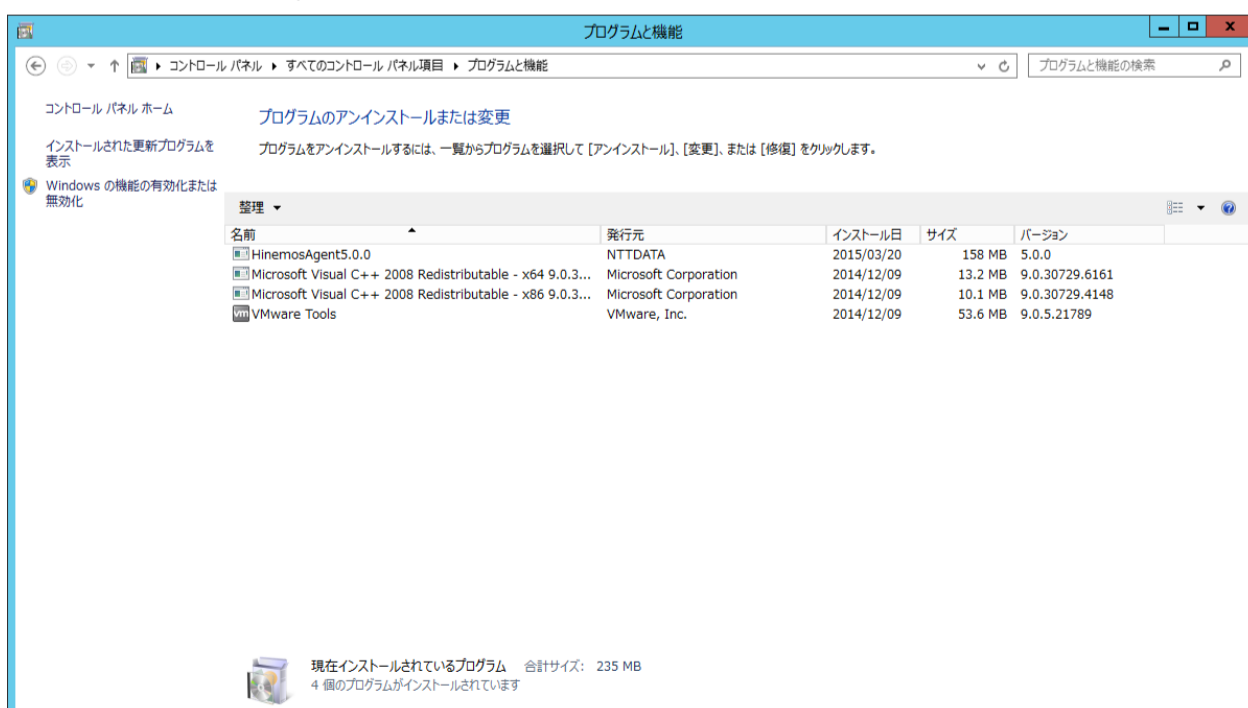 プログラムと機能
コントロール パネル ▸ すべてのコントロール パネル項目 ▸ プログラムと機能
プログラムと機能の検索
コントロール パネル ホーム
インストールされた更新プログラムを
表示
Windows の機能の有効化または
無効化
プログラムのアンインストールまたは変更
プログラムをアンインストールするには、一覧からプログラムを選択して [アンインストール]、[変更]、または [修復] をクリックします。
整理
名前 発行元 インストール日 サイズ バージョン
HinemosAgent5.0.0 NTTDATA 2015/03/20 158 MB 5.0.0
Microsoft Visual C++ 2008 Redistributable - x64 9.0.3... Microsoft Corporation 2014/12/09 13.2 MB 9.0.30729.6161
Microsoft Visual C++ 2008 Redistributable - x86 9.0.3... Microsoft Corporation 2014/12/09 10.1 MB 9.0.30729.4148
VMware Tools VMware, Inc. 2014/12/09 53.6 MB 9.0.5.21789
現在インストールされているプログラム 合計サイズ: 235 MB
4 個のプログラムがインストールされています